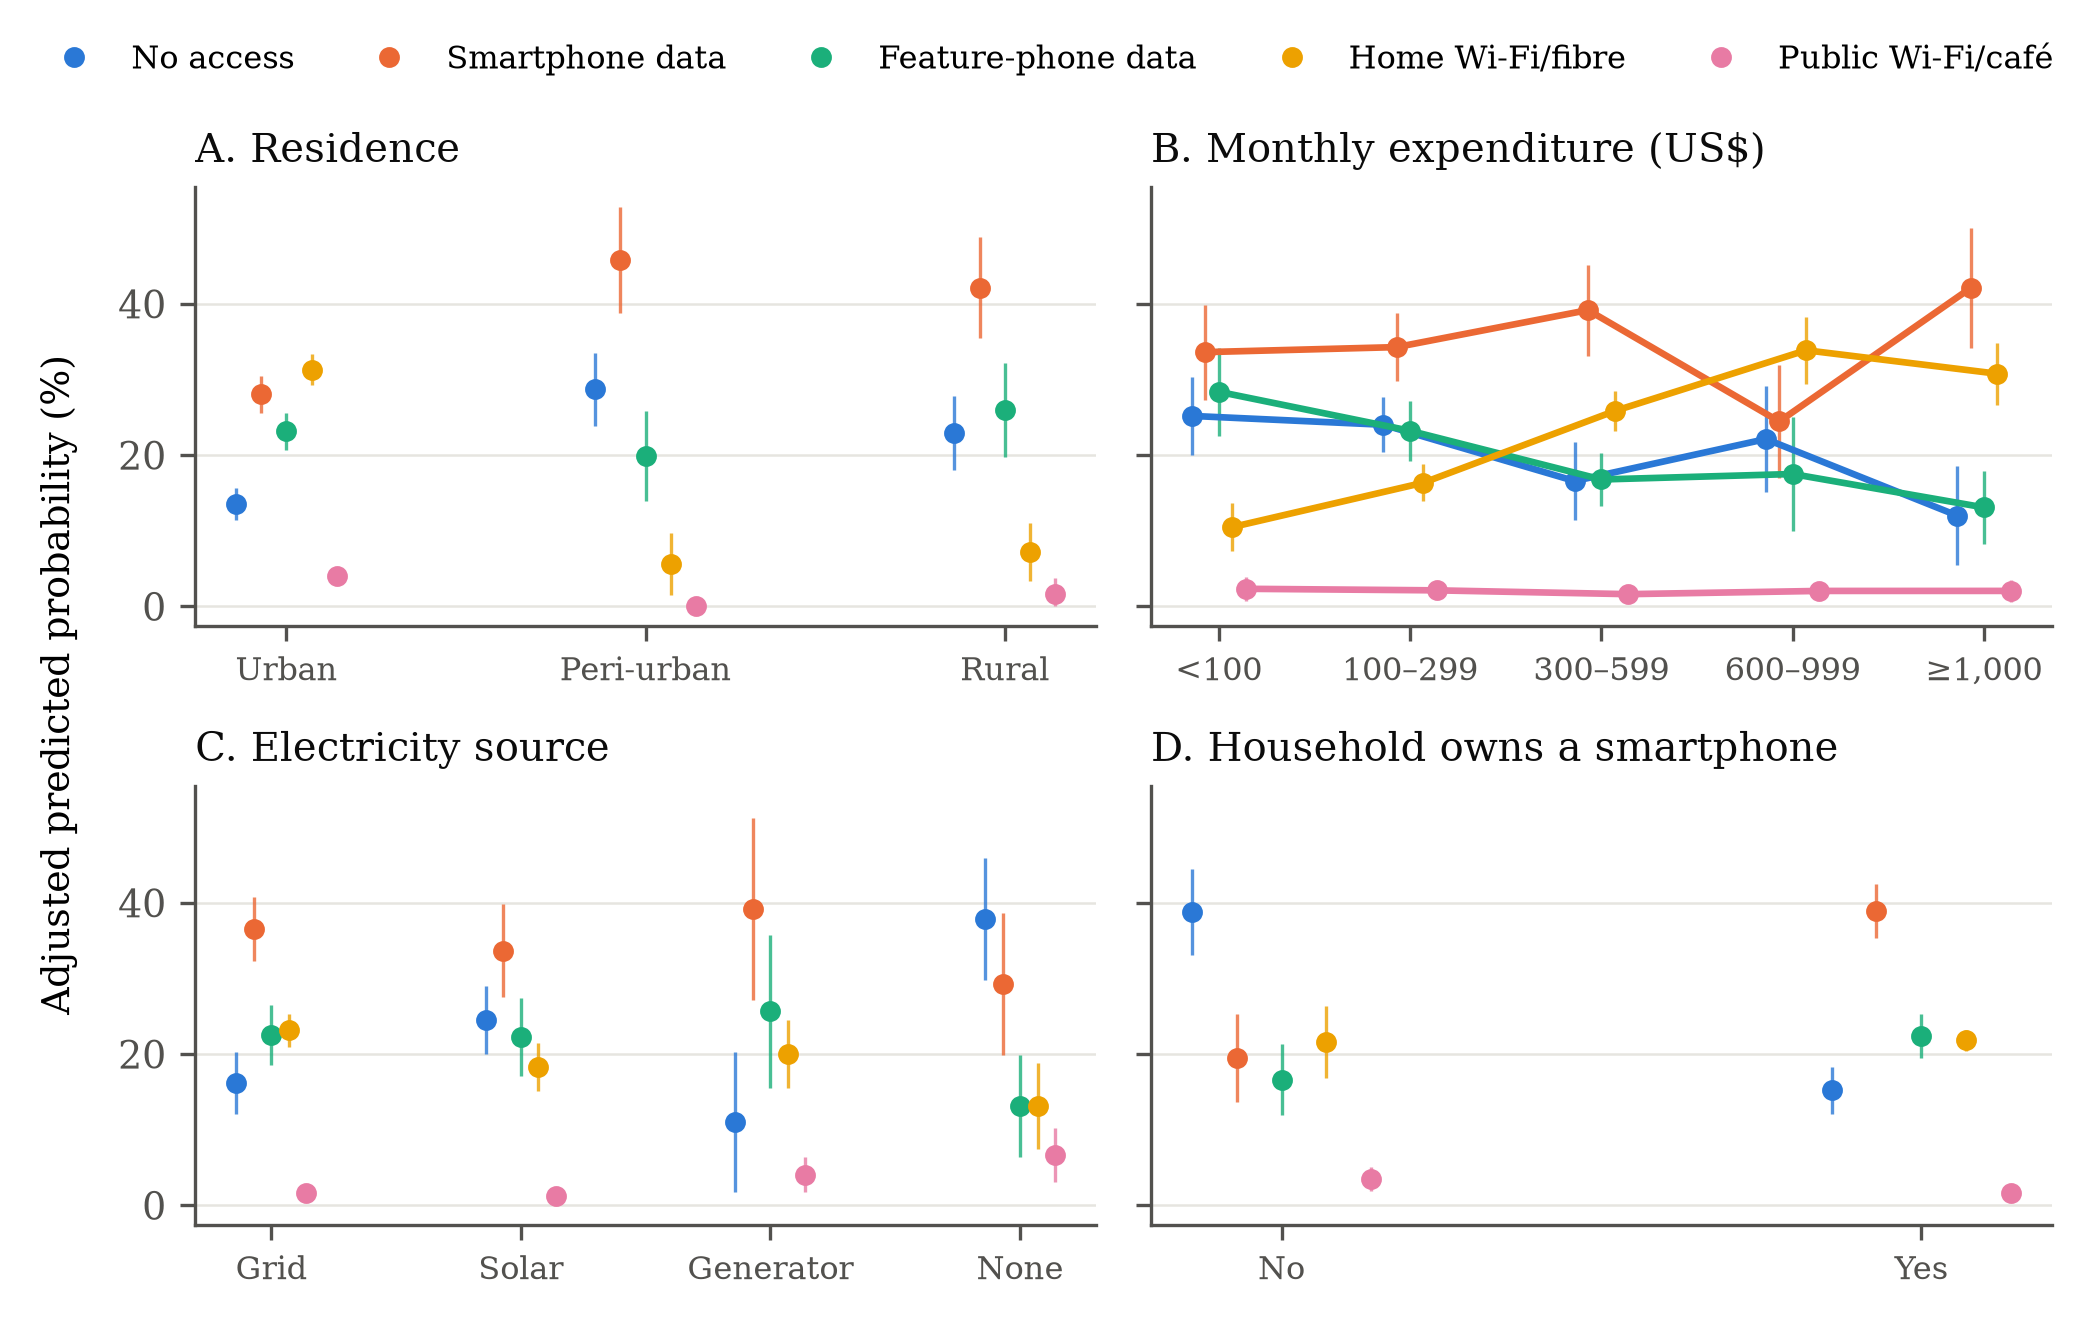 No access
Smartphone data
Feature-phone data
Home Wi-Fi/fibre
Public Wi-Fi/café
Adjusted predicted probability (%)
A. Residence
40
20
0
Urban
Peri-urban
Rural
B. Monthly expenditure (US$)
<100
100–299
300–599
600–999
≥1,000
C. Electricity source
40
20
0
Grid
Solar
Generator
None
D. Household owns a smartphone
No
Yes